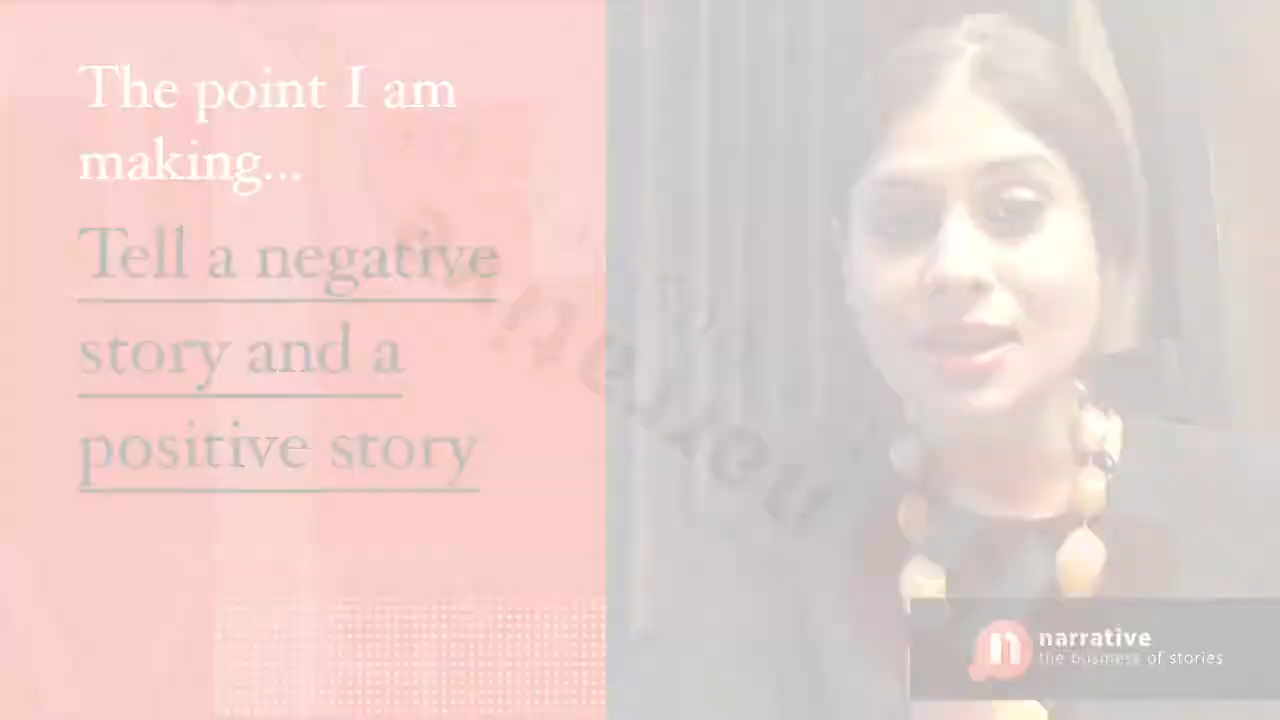 The point I am
making...
Tell a negative
story and a
positive story
narrative
the business of stories